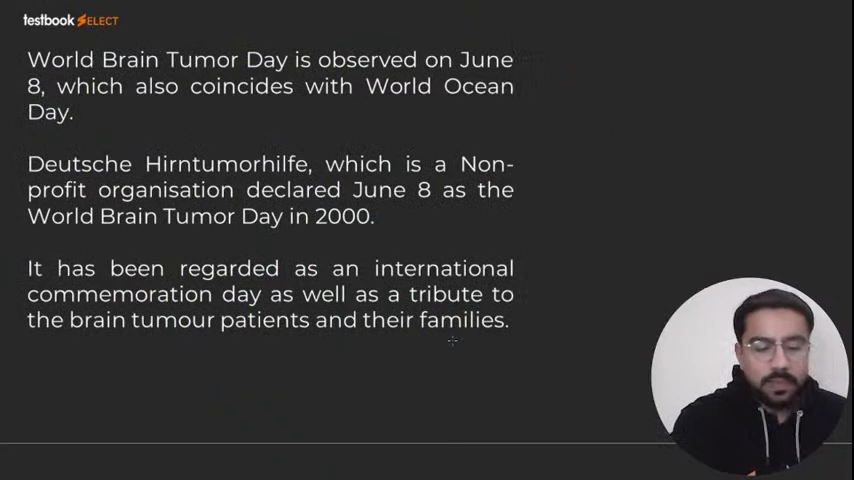 testbook SELECT
World Brain Tumor Day is observed on June
8, which also coincides with World Ocean
Day.
Deutsche Hirntumorhilfe, which is a Non-
profit organisation declared June 8 as the
World Brain Tumor Day in 2000.
It has been regarded as an international
commemoration day as well as a tribute to
the brain tumour patients and their families.